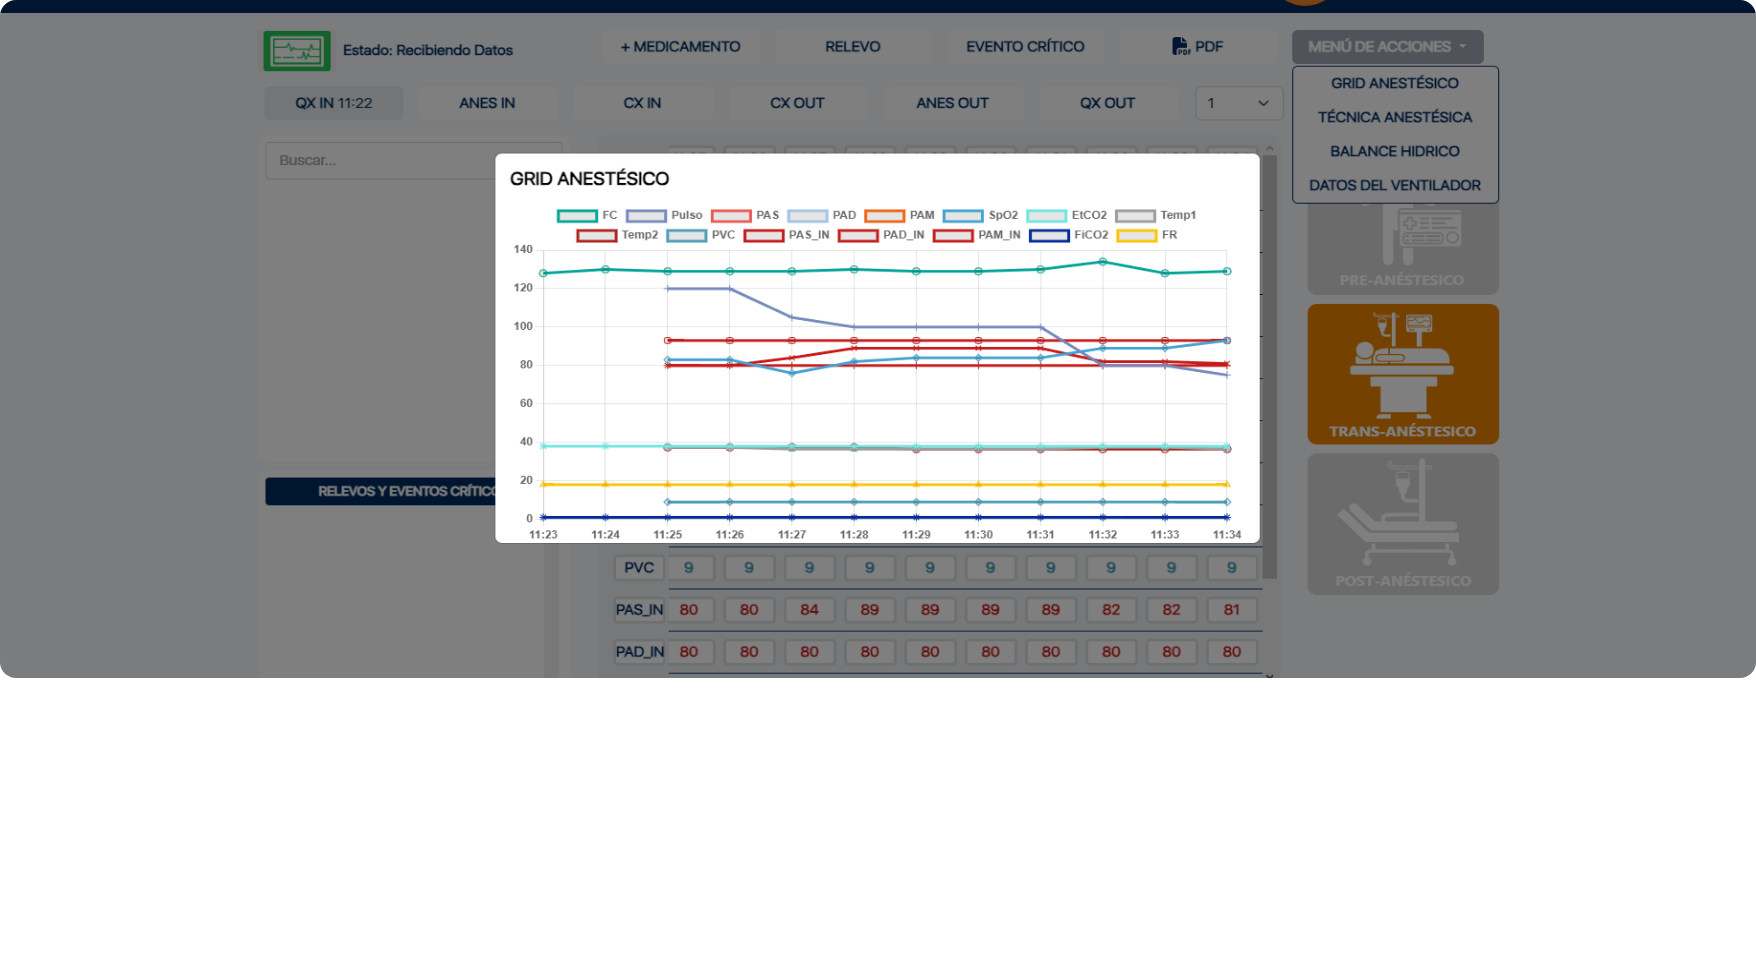 Estado: Recibiendo Datos
+ MEDICAMENTO
RELEVO
EVENTO CRÍTICO
PDF
MENÚ DE ACCIONES
GRID ANESTÉSICO
TÉCNICA ANESTÉSICA
BALANCE HIDRICO
DATOS DEL VENTILADOR
QX IN 11:22
ANES IN
CX IN
CX OUT
ANES OUT
QX OUT
1
Buscar...
GRID ANESTÉSICO
FC Pulso PAS PAD PAM SpO2 EtCO2 Temp1
Temp2 PVC PAS_IN PAD_IN PAM_IN FiCO2 FR
140
120
100
80
60
40
20
0
11:23 11:24 11:25 11:26 11:27 11:28 11:29 11:30 11:31 11:32 11:33 11:34
RELEVOS Y EVENTOS CRÍTICO
PVC 9 9 9 9 9 9 9 9 9 9
PAS_IN 80 80 84 89 89 89 89 82 82 81
PAD_IN 80 80 80 80 80 80 80 80 80 80
PRE-ANÉSTESICO
TRANS-ANÉSTESICO
POST-ANÉSTESICO